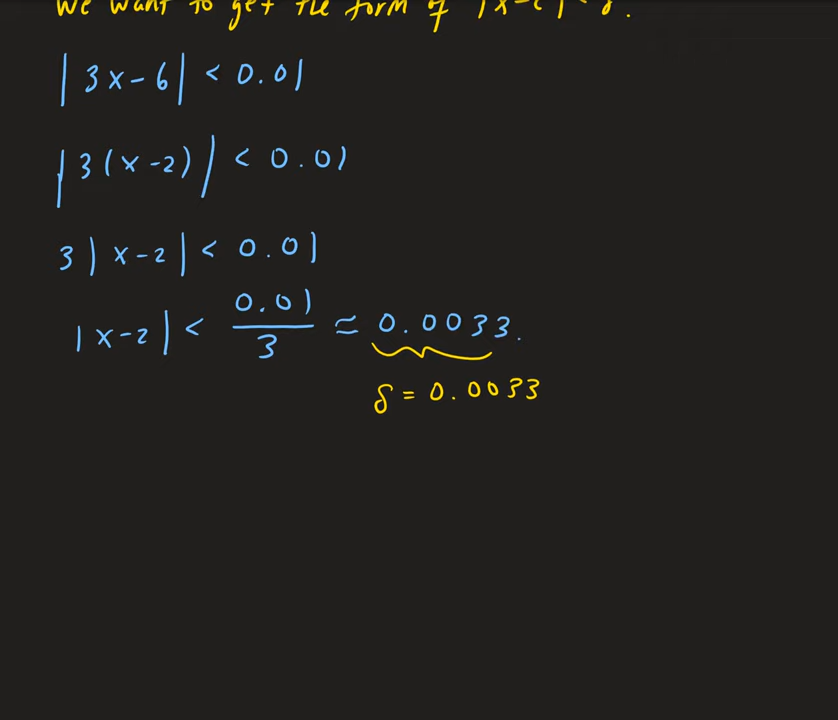 We want to get the form of |x-c| < δ.
|3x-6| < 0.01
|3(x-2)| < 0.01
3|x-2| < 0.01
|x-2| < 0.01/3 ≃ 0.0033.
δ = 0.0033